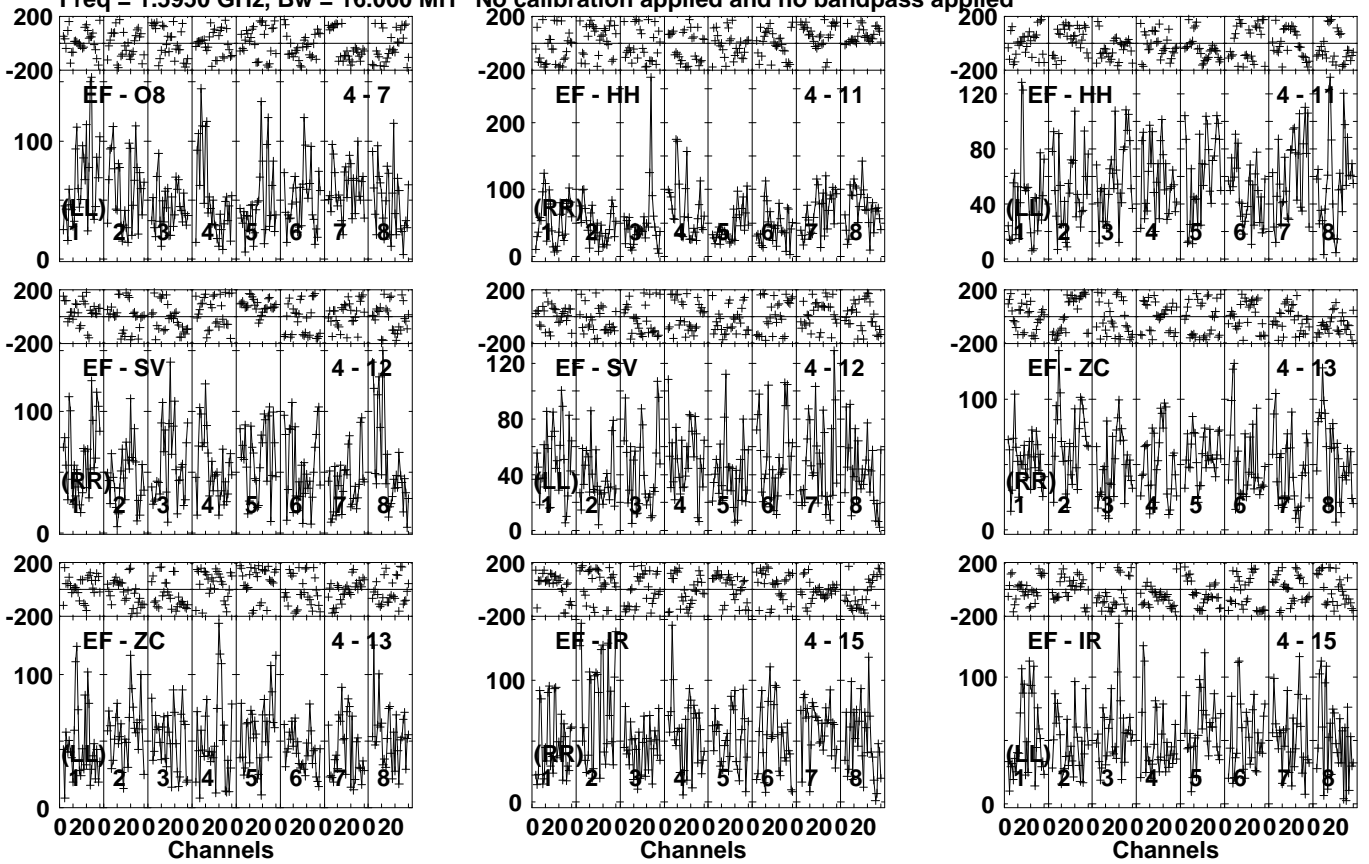 Freq = 1.5950 GHz, Bw = 16.000 MH No calibration applied and no bandpass applied
200 200 200
-200 -200 -200
EF - O8 4 - 7 EF - HH 4 - 11 EF - HH 4 - 11
120
200
100 80
100
(LL) (RR) (LL)
40
1 2 3 4 5 6 7 8 1 2 3 4 5 6 7 8 1 2 3 4 5 6 7 8
0 0 0
200 200 200
-200 -200 -200
EF - SV 4 - 12 EF - SV 4 - 12 EF - ZC 4 - 13
120
100 80 100
40
(RR) (LL) (RR)
1 2 3 4 5 6 7 8 1 2 3 4 5 6 7 8 1 2 3 4 5 6 7 8
0 0 0
200 200 200
-200 -200 -200
EF - ZC 4 - 13 EF - IR 4 - 15 EF - IR 4 - 15
100 100 100
(LL) (RR) (LL)
1 2 3 4 5 6 7 8 1 2 3 4 5 6 7 8 1 2 3 4 5 6 7 8
0 0 0
0 20 0 20 0 20 0 20 0 20 0 20 0 20 0 20 0 20 0 20 0 20 0 20 0 20 0 20 0 20 0 20 0 20 0 20 0 20 0 20 0 20 0 20 0 20 0 20
Channels Channels Channels